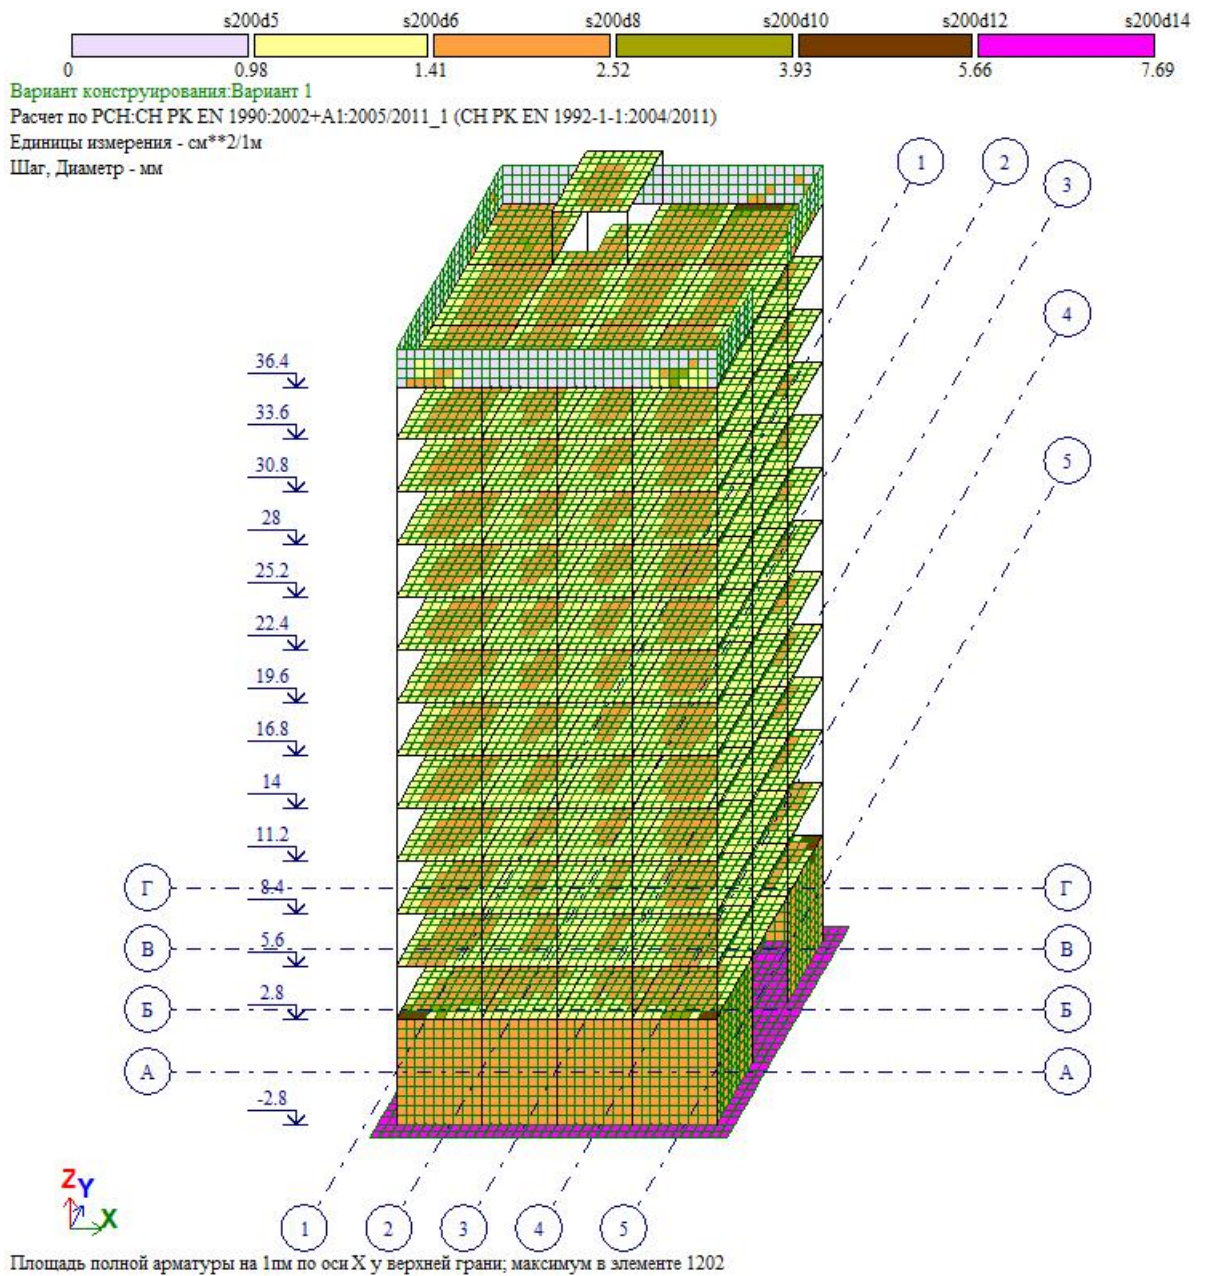 s200d5 s200d6 s200d8 s200d10 s200d12 s200d14
0 0.98 1.41 2.52 3.93 5.66 7.69
Вариант конструирования:Вариант 1
Расчет по РСН:СН РК EN 1990:2002+A1:2005/2011_1 (СН РК EN 1992-1-1:2004/2011)
Единицы измерения - см**2/1м
Шаг, Диаметр - мм
1 2 3
4
5
36.4
33.6
30.8
28
25.2
22.4
19.6
16.8
14
11.2
Г 8.4 Г
В 5.6 В
Б 2.8 Б
А А
-2.8
Z Y X
1 2 3 4 5
Площадь полной арматуры на 1пм по оси X у верхней грани; максимум в элементе 1202